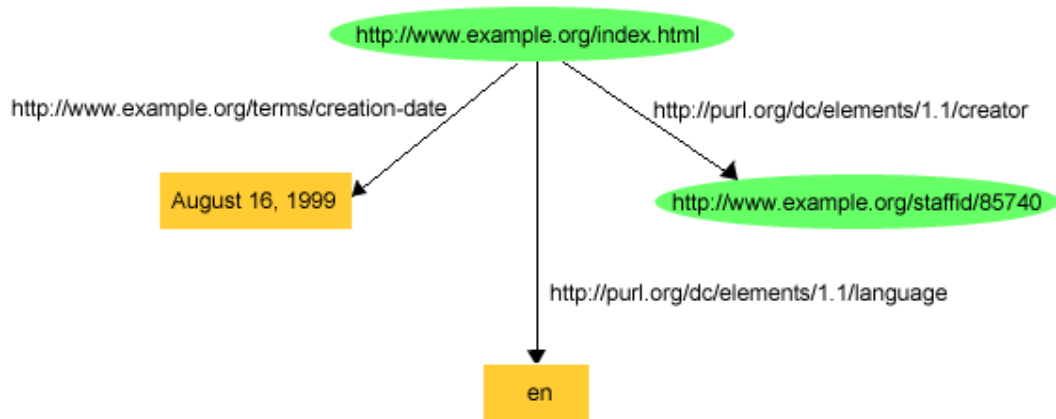 http://www.example.org/index.html
http://www.example.org/terms/creation-date
http://purl.org/dc/elements/1.1/creator
August 16, 1999
http://www.example.org/staffid/85740
http://purl.org/dc/elements/1.1/language
en